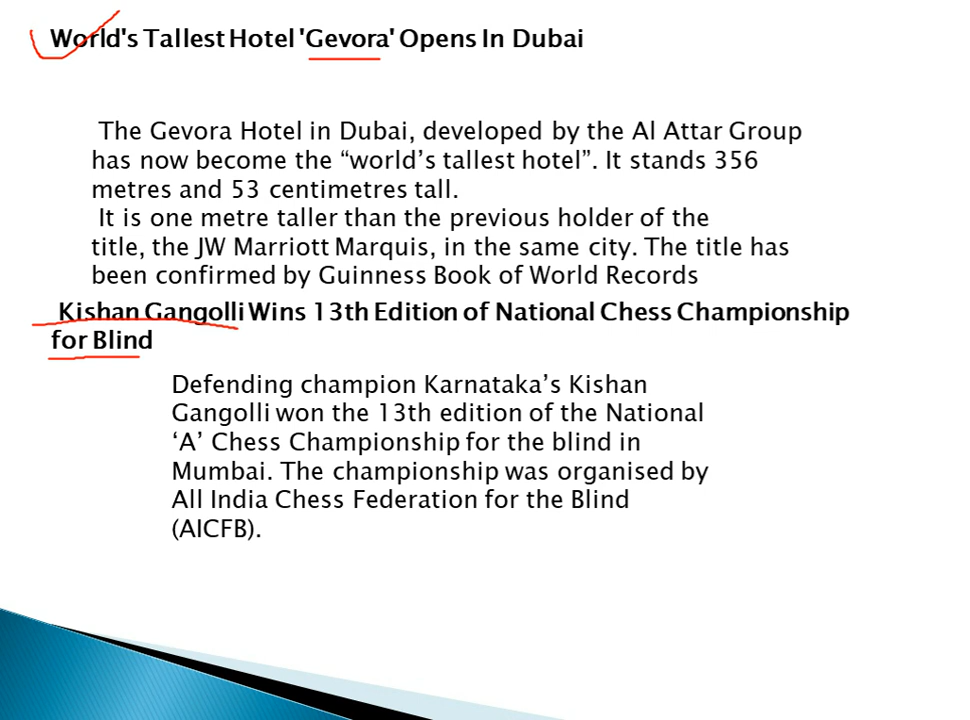 World's Tallest Hotel 'Gevora' Opens In Dubai
The Gevora Hotel in Dubai, developed by the Al Attar Group
has now become the “world’s tallest hotel”. It stands 356
metres and 53 centimetres tall.
It is one metre taller than the previous holder of the
title, the JW Marriott Marquis, in the same city. The title has
been confirmed by Guinness Book of World Records
Kishan Gangolli Wins 13th Edition of National Chess Championship
for Blind
Defending champion Karnataka’s Kishan
Gangolli won the 13th edition of the National
‘A’ Chess Championship for the blind in
Mumbai. The championship was organised by
All India Chess Federation for the Blind
(AICFB).